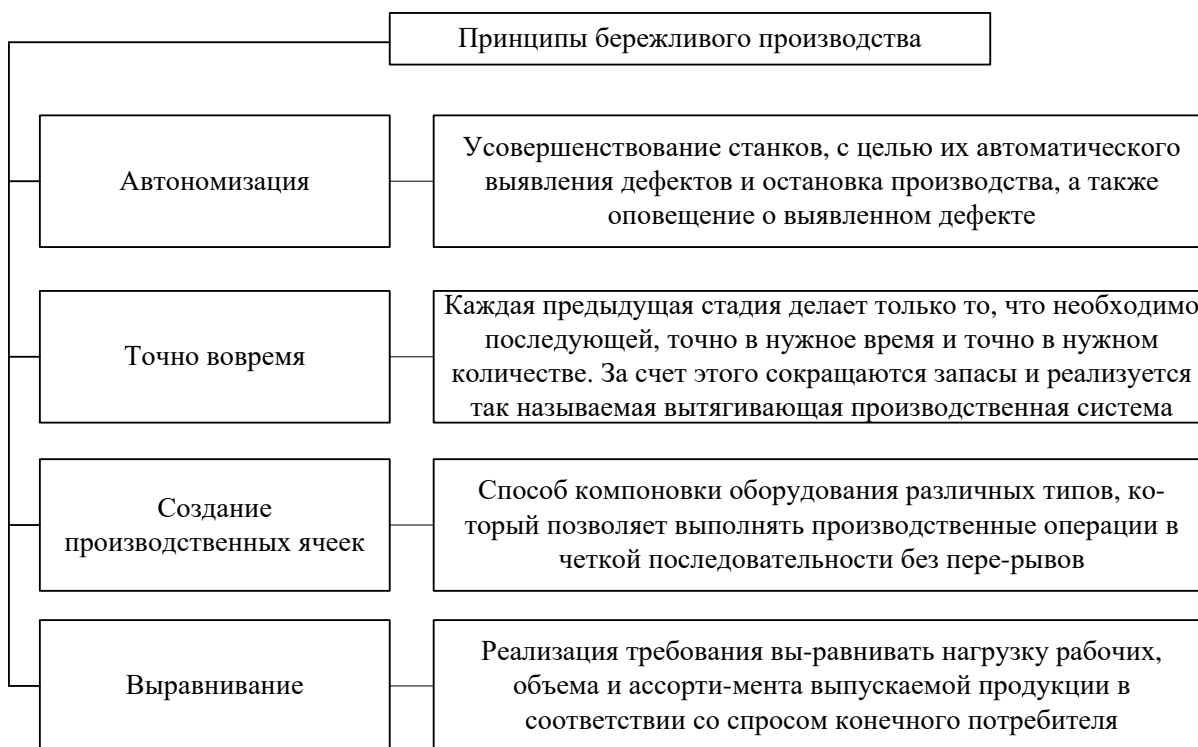 Принципы бережливого производства
Автономизация
Усовершенствование станков, с целью их автоматического
выявления дефектов и остановка производства, а также
оповещение о выявленном дефекте
Точно вовремя
Каждая предыдущая стадия делает только то, что необходимо
последующей, точно в нужное время и точно в нужном
количестве. За счет этого сокращаются запасы и реализуется
так называемая вытягивающая производственная система
Создание
производственных ячеек
Способ компоновки оборудования различных типов, ко-
торый позволяет выполнять производственные операции в
четкой последовательности без пере-рывов
Выравнивание
Реализация требования вы-равнивать нагрузку рабочих,
объема и ассорти-мента выпускаемой продукции в
соответствии со спросом конечного потребителя